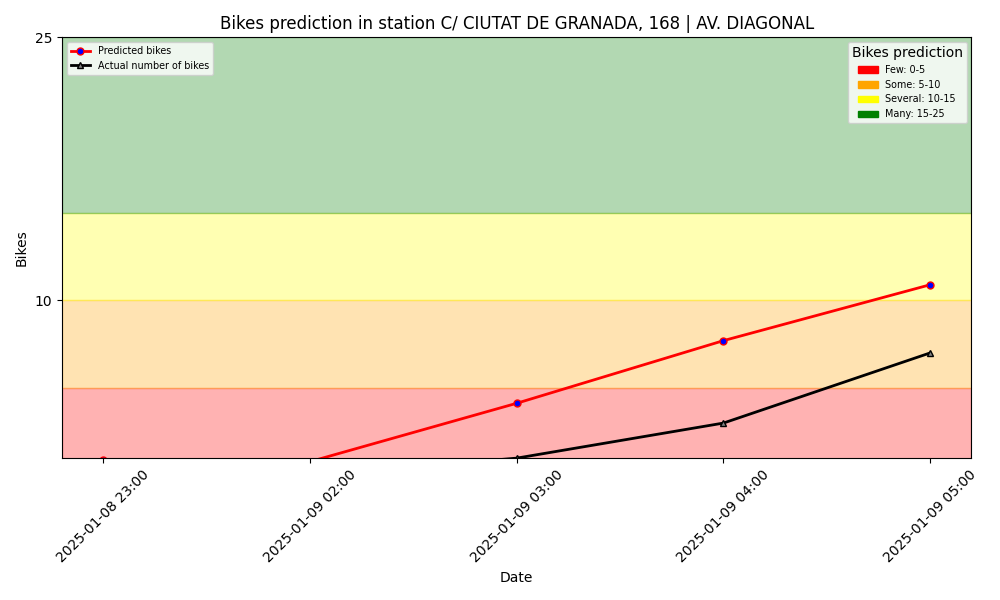 Bikes prediction in station C/ CIUTAT DE GRANADA, 168 | AV. DIAGONAL
25
Predicted bikes
Actual number of bikes
Bikes prediction
Few: 0-5
Some: 5-10
Several: 10-15
Many: 15-25
Bikes
10
2025-01-08 23:00
2025-01-09 02:00
2025-01-09 03:00
2025-01-09 04:00
2025-01-09 05:00
Date